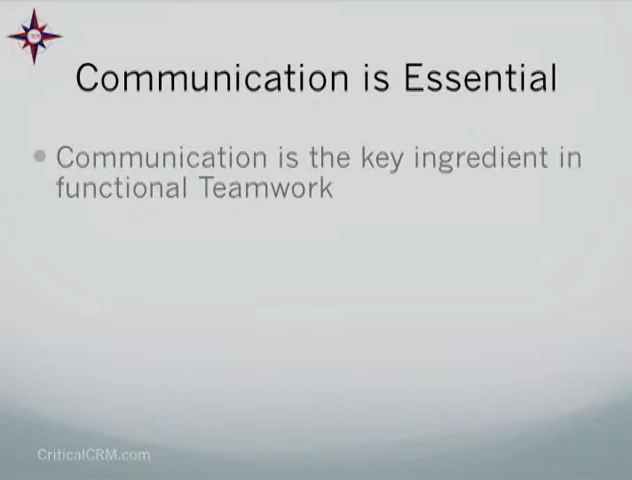 Communication is Essential
• Communication is the key ingredient in
functional Teamwork
CriticalCRM.com